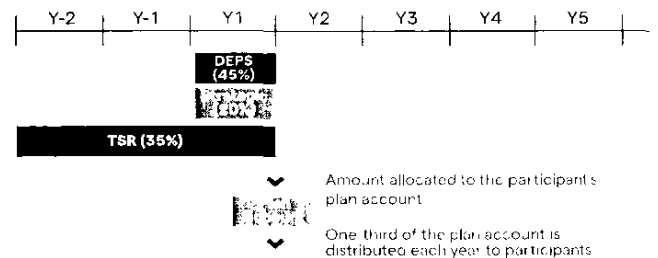 Y-2 Y-1 Y1 Y2 Y3 Y4 Y5
DEPS
(45%)
TSR (35%)
Amount allocated to the participant's
plan account
One third of the plan account is
distributed each year to participants